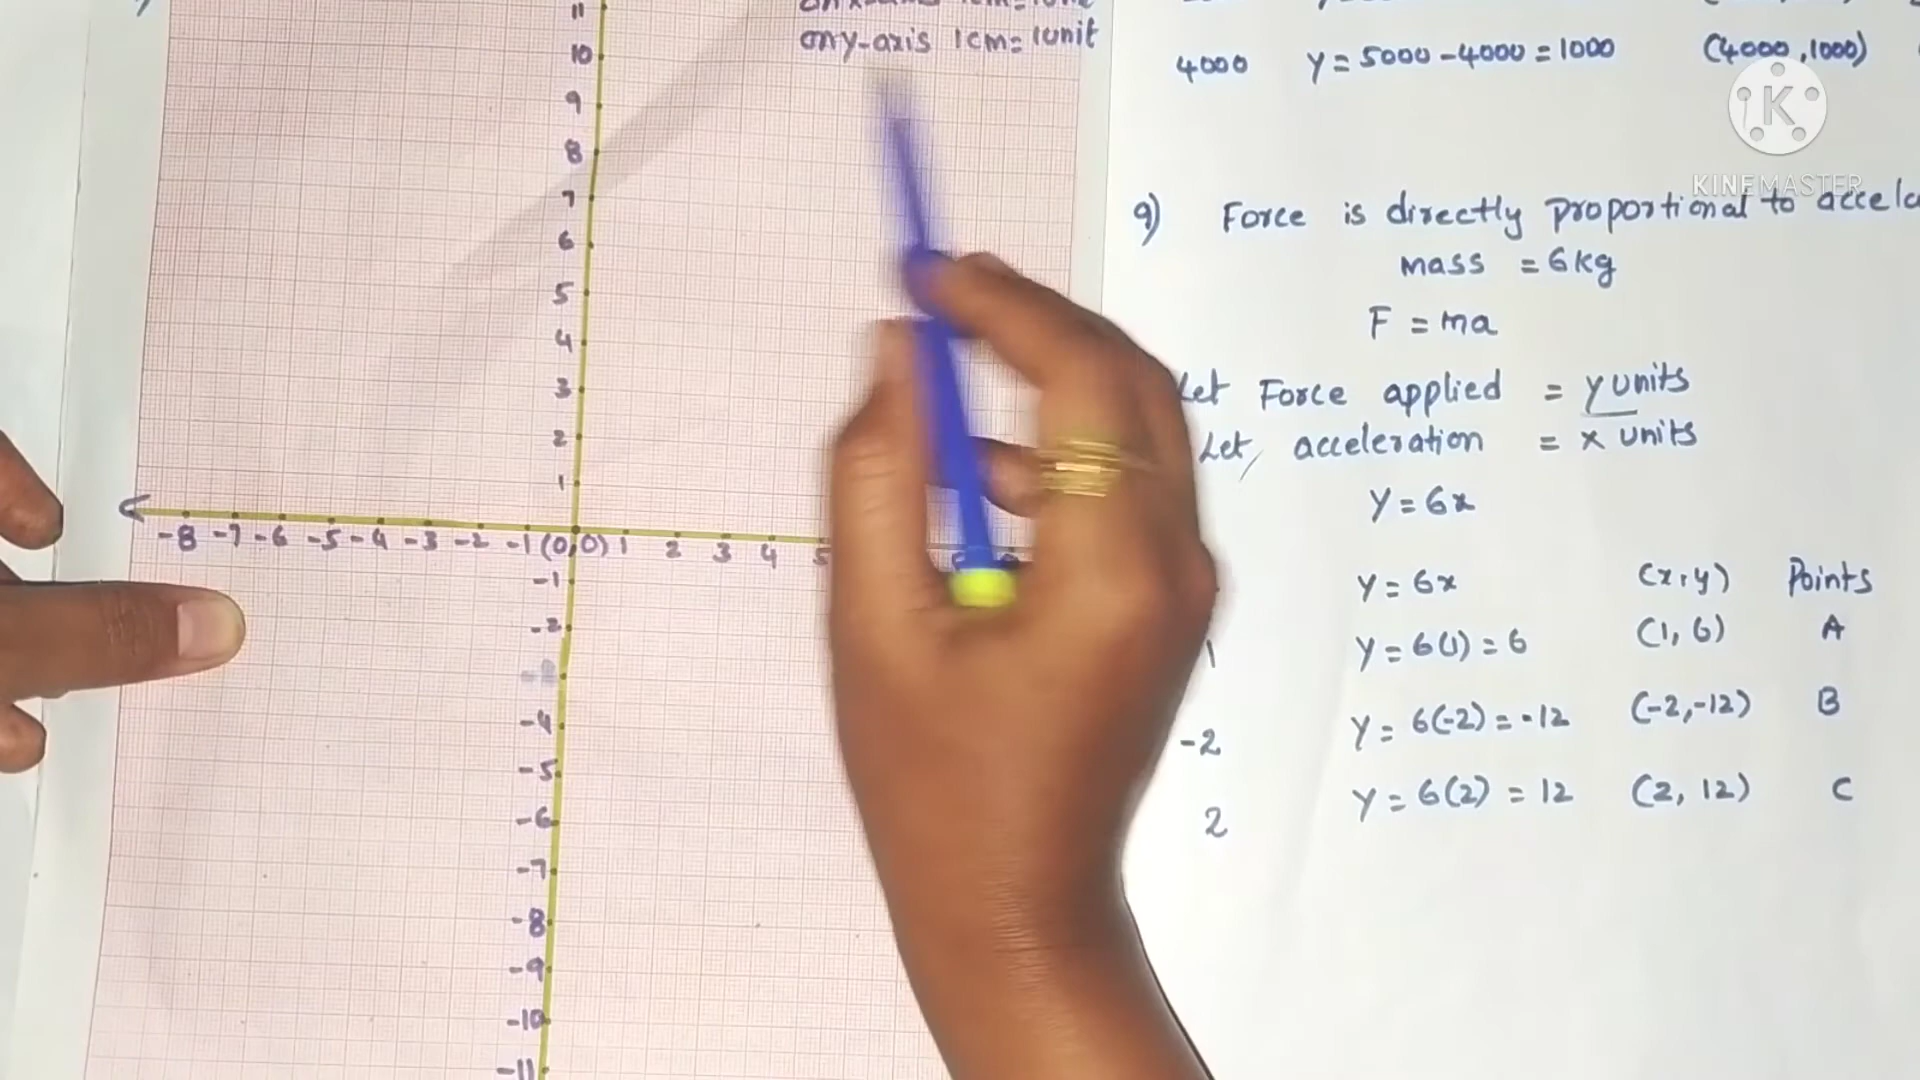 11
on y-axis 1cm = 1unit
10
9
8
7
6
5
4
3
2
1
-8 -7 -6 -5 -4 -3 -2 -1 (0,0) 1 2 3 4 5
-1
-2
-4
-5
-6
-7
-8
-9
-10
-11
4000 y = 5000 - 4000 = 1000 (4000, 1000)
K
KINEMASTER
9) Force is directly proportional to
mass = 6kg
F = ma
Let Force applied = y units
Let, acceleration = x units
y = 6x
y = 6x (x, y) Points
1 y = 6(1) = 6 (1, 6) A
-2 y = 6(-2) = -12 (-2, -12) B
2 y = 6(2) = 12 (2, 12) C